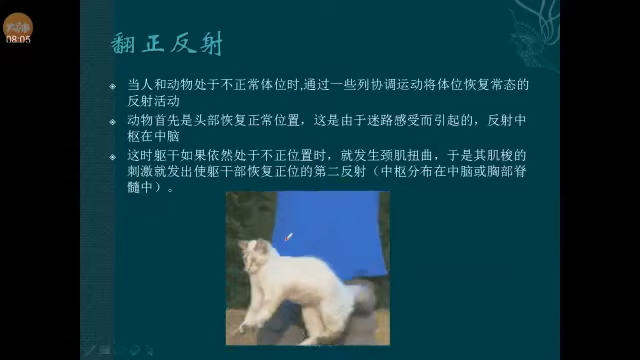 08:05
翻正反射
当人和动物处于不正常体位时,通过一些列协调运动将体位恢复常态的
反射活动
动物首先是头部恢复正常位置，这是由于迷路感受而引起的，反射中
枢在中脑
这时躯干如果依然处于不正位置时，就发生颈肌扭曲，于是其肌梭的
刺激就发出使躯干部恢复正位的第二反射（中枢分布在中脑或胸部脊
髓中）。